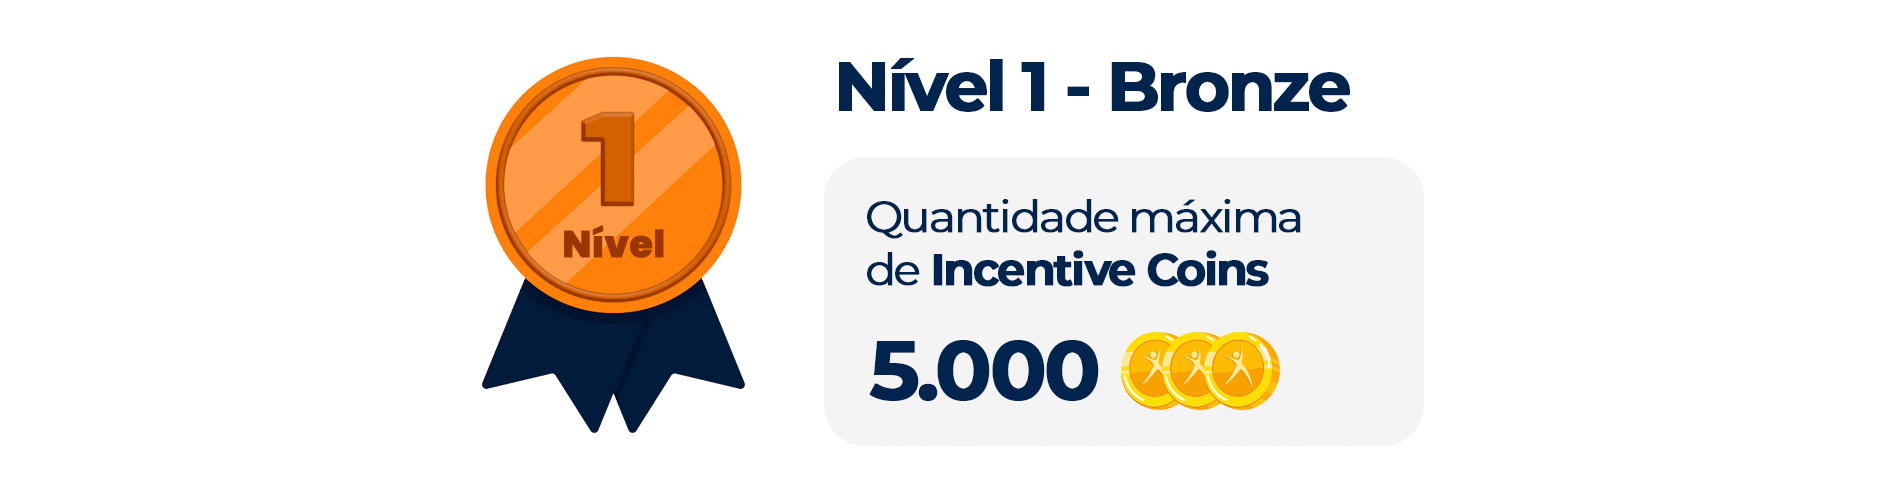 1
Nível
Nível 1 - Bronze
Quantidade máxima
de Incentive Coins
5.000